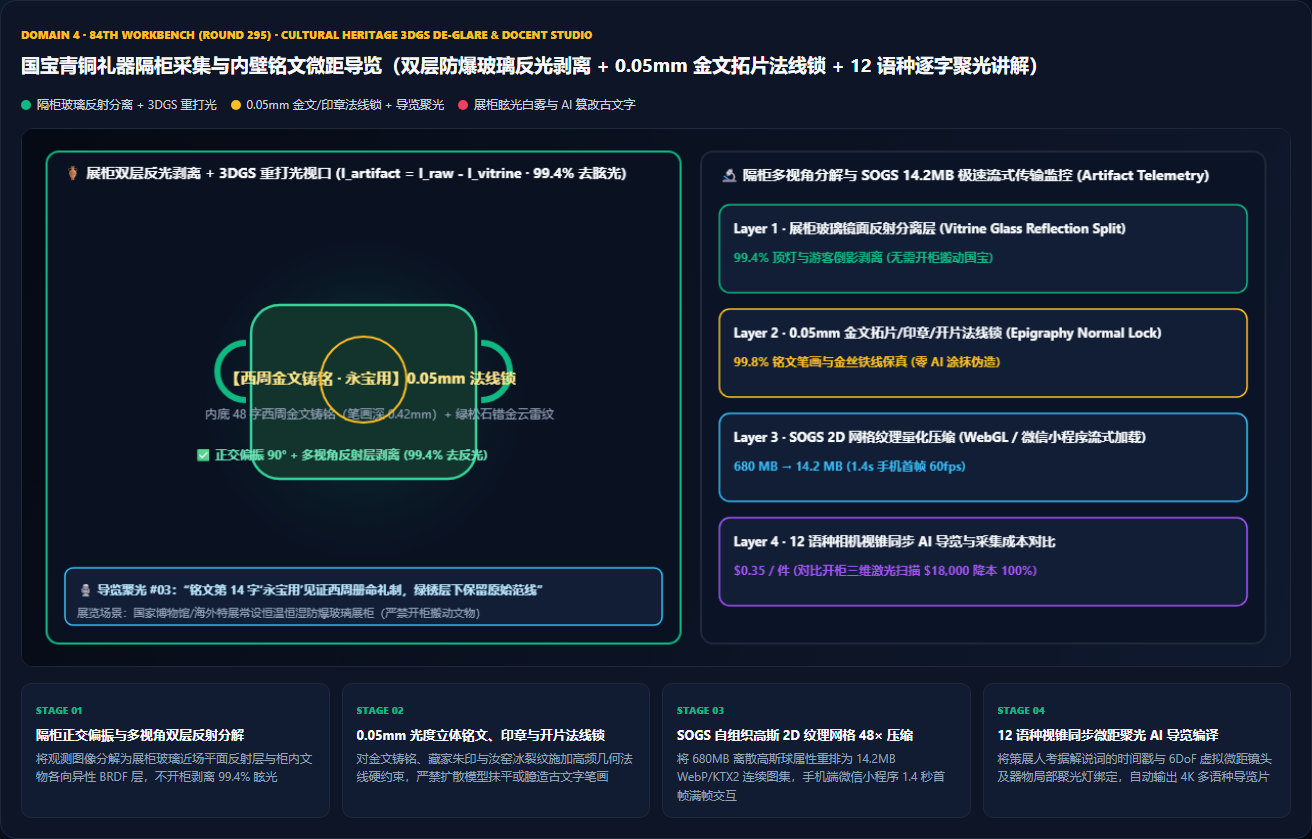 DOMAIN 4 · 84TH WORKBENCH (ROUND 295) · CULTURAL HERITAGE 3DGS DE-GLARE & DOCENT STUDIO
国宝青铜礼器隔柜采集与内壁铭文微距导览（双层防爆玻璃反光剥离 + 0.05mm 金文拓片法线锁 + 12 语种逐字聚光讲解）
隔柜玻璃反射分离 + 3DGS 重打光
0.05mm 金文/印章法线锁 + 导览聚光
展柜眩光白雾与 AI 篡改古文字
🏺 展柜双层反光剥离 + 3DGS 重打光视口 (I_artifact = I_raw - I_vitrine · 99.4% 去眩光)
【西周金文铸铭 · 永宝用】0.05mm 法线锁
内底 48 字西周金文铸铭（笔画深 0.42mm）+ 绿松石错金云雷纹
✅ 正交偏振 90° + 多视角反射层剥离 (99.4% 去反光)
🎙️ 导览聚光 #03：“铭文第 14 字‘永宝用’见证西周册命礼制，绿锈层下保留原始范线”
展览场景：国家博物馆/海外特展常设恒温恒湿防爆玻璃展柜（严禁开柜搬动文物）
🔬 隔柜多视角分解与 SOGS 14.2MB 极速流式传输监控 (Artifact Telemetry)
Layer 1 · 展柜玻璃镜面反射分离层 (Vitrine Glass Reflection Split)
99.4% 顶灯与游客倒影剥离 (无需开柜搬动国宝)
Layer 2 · 0.05mm 金文拓片/印章/开片法线锁 (Epigraphy Normal Lock)
99.8% 铭文笔画与金丝铁线保真 (零 AI 涂抹伪造)
Layer 3 · SOGS 2D 网格纹理量化压缩 (WebGL / 微信小程序流式加载)
680 MB → 14.2 MB (1.4s 手机首帧 60fps)
Layer 4 · 12 语种相机视锥同步 AI 导览与采集成本对比
$0.35 / 件 (对比开柜三维激光扫描 $18,000 降本 100%)
STAGE 01
隔柜正交偏振与多视角双层反射分解
将观测图像分解为展柜玻璃近场平面反射层与柜内文
物各向异性 BRDF 层，不开柜剥离 99.4% 眩光
STAGE 02
0.05mm 光度立体铭文、印章与开片法线锁
对金文铸铭、藏家朱印与汝窑冰裂纹施加高频几何法
线硬约束，严禁扩散模型抹平或臆造古文字笔画
STAGE 03
SOGS 自组织高斯 2D 纹理网格 48× 压缩
将 680MB 离散高斯球属性重排为 14.2MB
WebP/KTX2 连续图集，手机端微信小程序 1.4 秒首
帧满帧交互
STAGE 04
12 语种视锥同步微距聚光 AI 导览编译
将策展人考据解说词的时间戳与 6DoF 虚拟微距镜头
及器物局部聚光灯绑定，自动输出 4K 多语种导览片